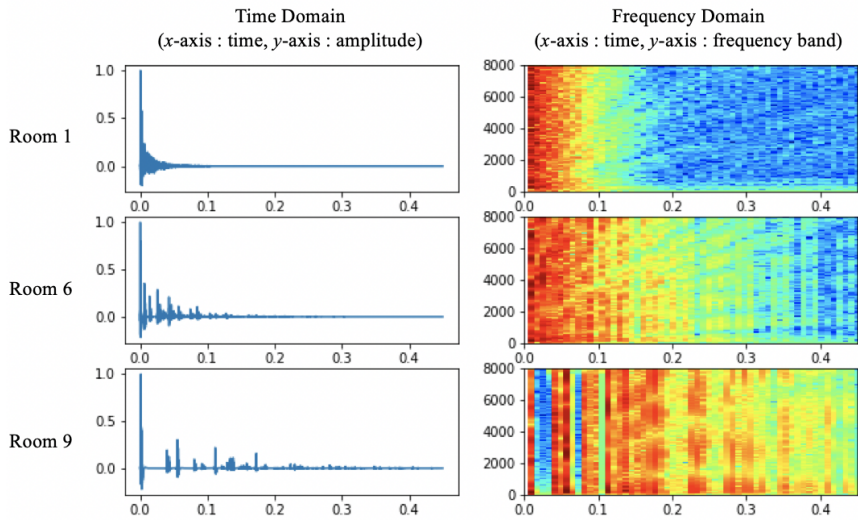 Time Domain
(x-axis : time, y-axis : amplitude)
Frequency Domain
(x-axis : time, y-axis : frequency band)
Room 1
1.0
0.5
0.0
0.0 0.1 0.2 0.3 0.4
8000
6000
4000
2000
0
0.0 0.1 0.2 0.3 0.4
Room 6
1.0
0.5
0.0
0.0 0.1 0.2 0.3 0.4
8000
6000
4000
2000
0
0.0 0.1 0.2 0.3 0.4
Room 9
1.0
0.5
0.0
0.0 0.1 0.2 0.3 0.4
8000
6000
4000
2000
0
0.0 0.1 0.2 0.3 0.4